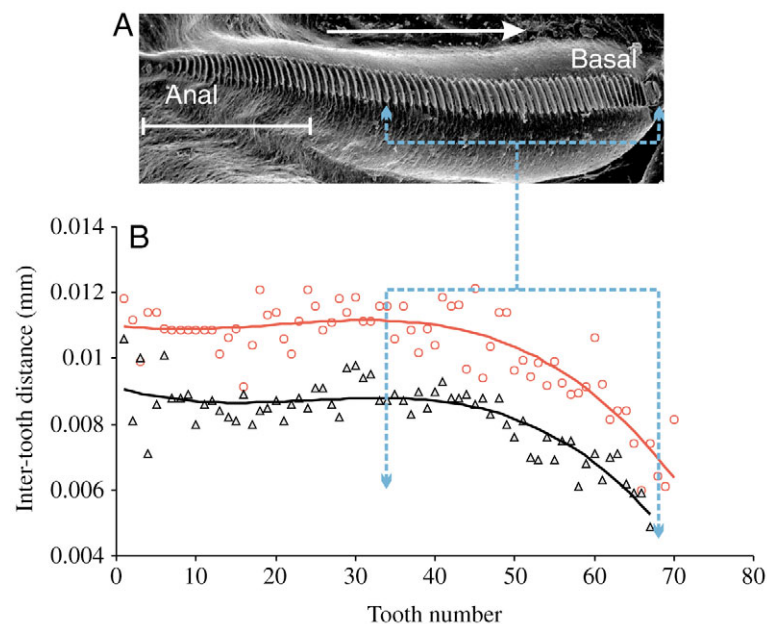 A
Basal
Anal
B
0.014
0.012
0.01
0.008
0.006
0.004
Inter-tooth distance (mm)
0 10 20 30 40 50 60 70 80
Tooth number